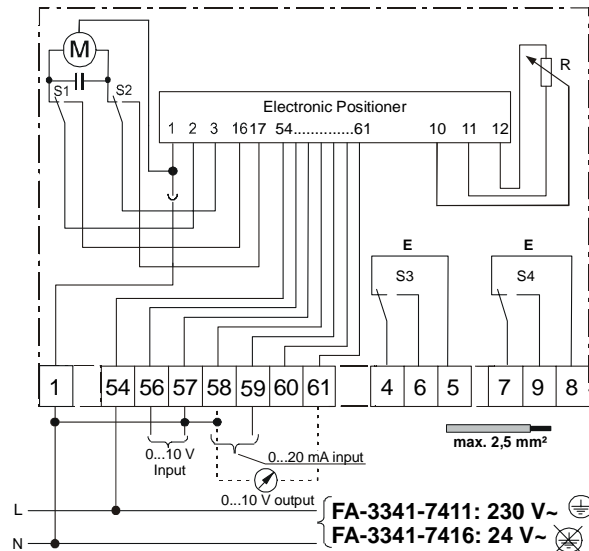 M
R
S1 S2
Electronic Positioner
1 2 3 16 17 54..............61 10 11 12
E E
S3 S4
1 54 56 57 58 59 60 61 4 6 5 7 9 8
max. 2,5 mm²
0...10 V
Input
0...20 mA input
0...10 V output
L
FA-3341-7411: 230 V~
FA-3341-7416: 24 V~
N